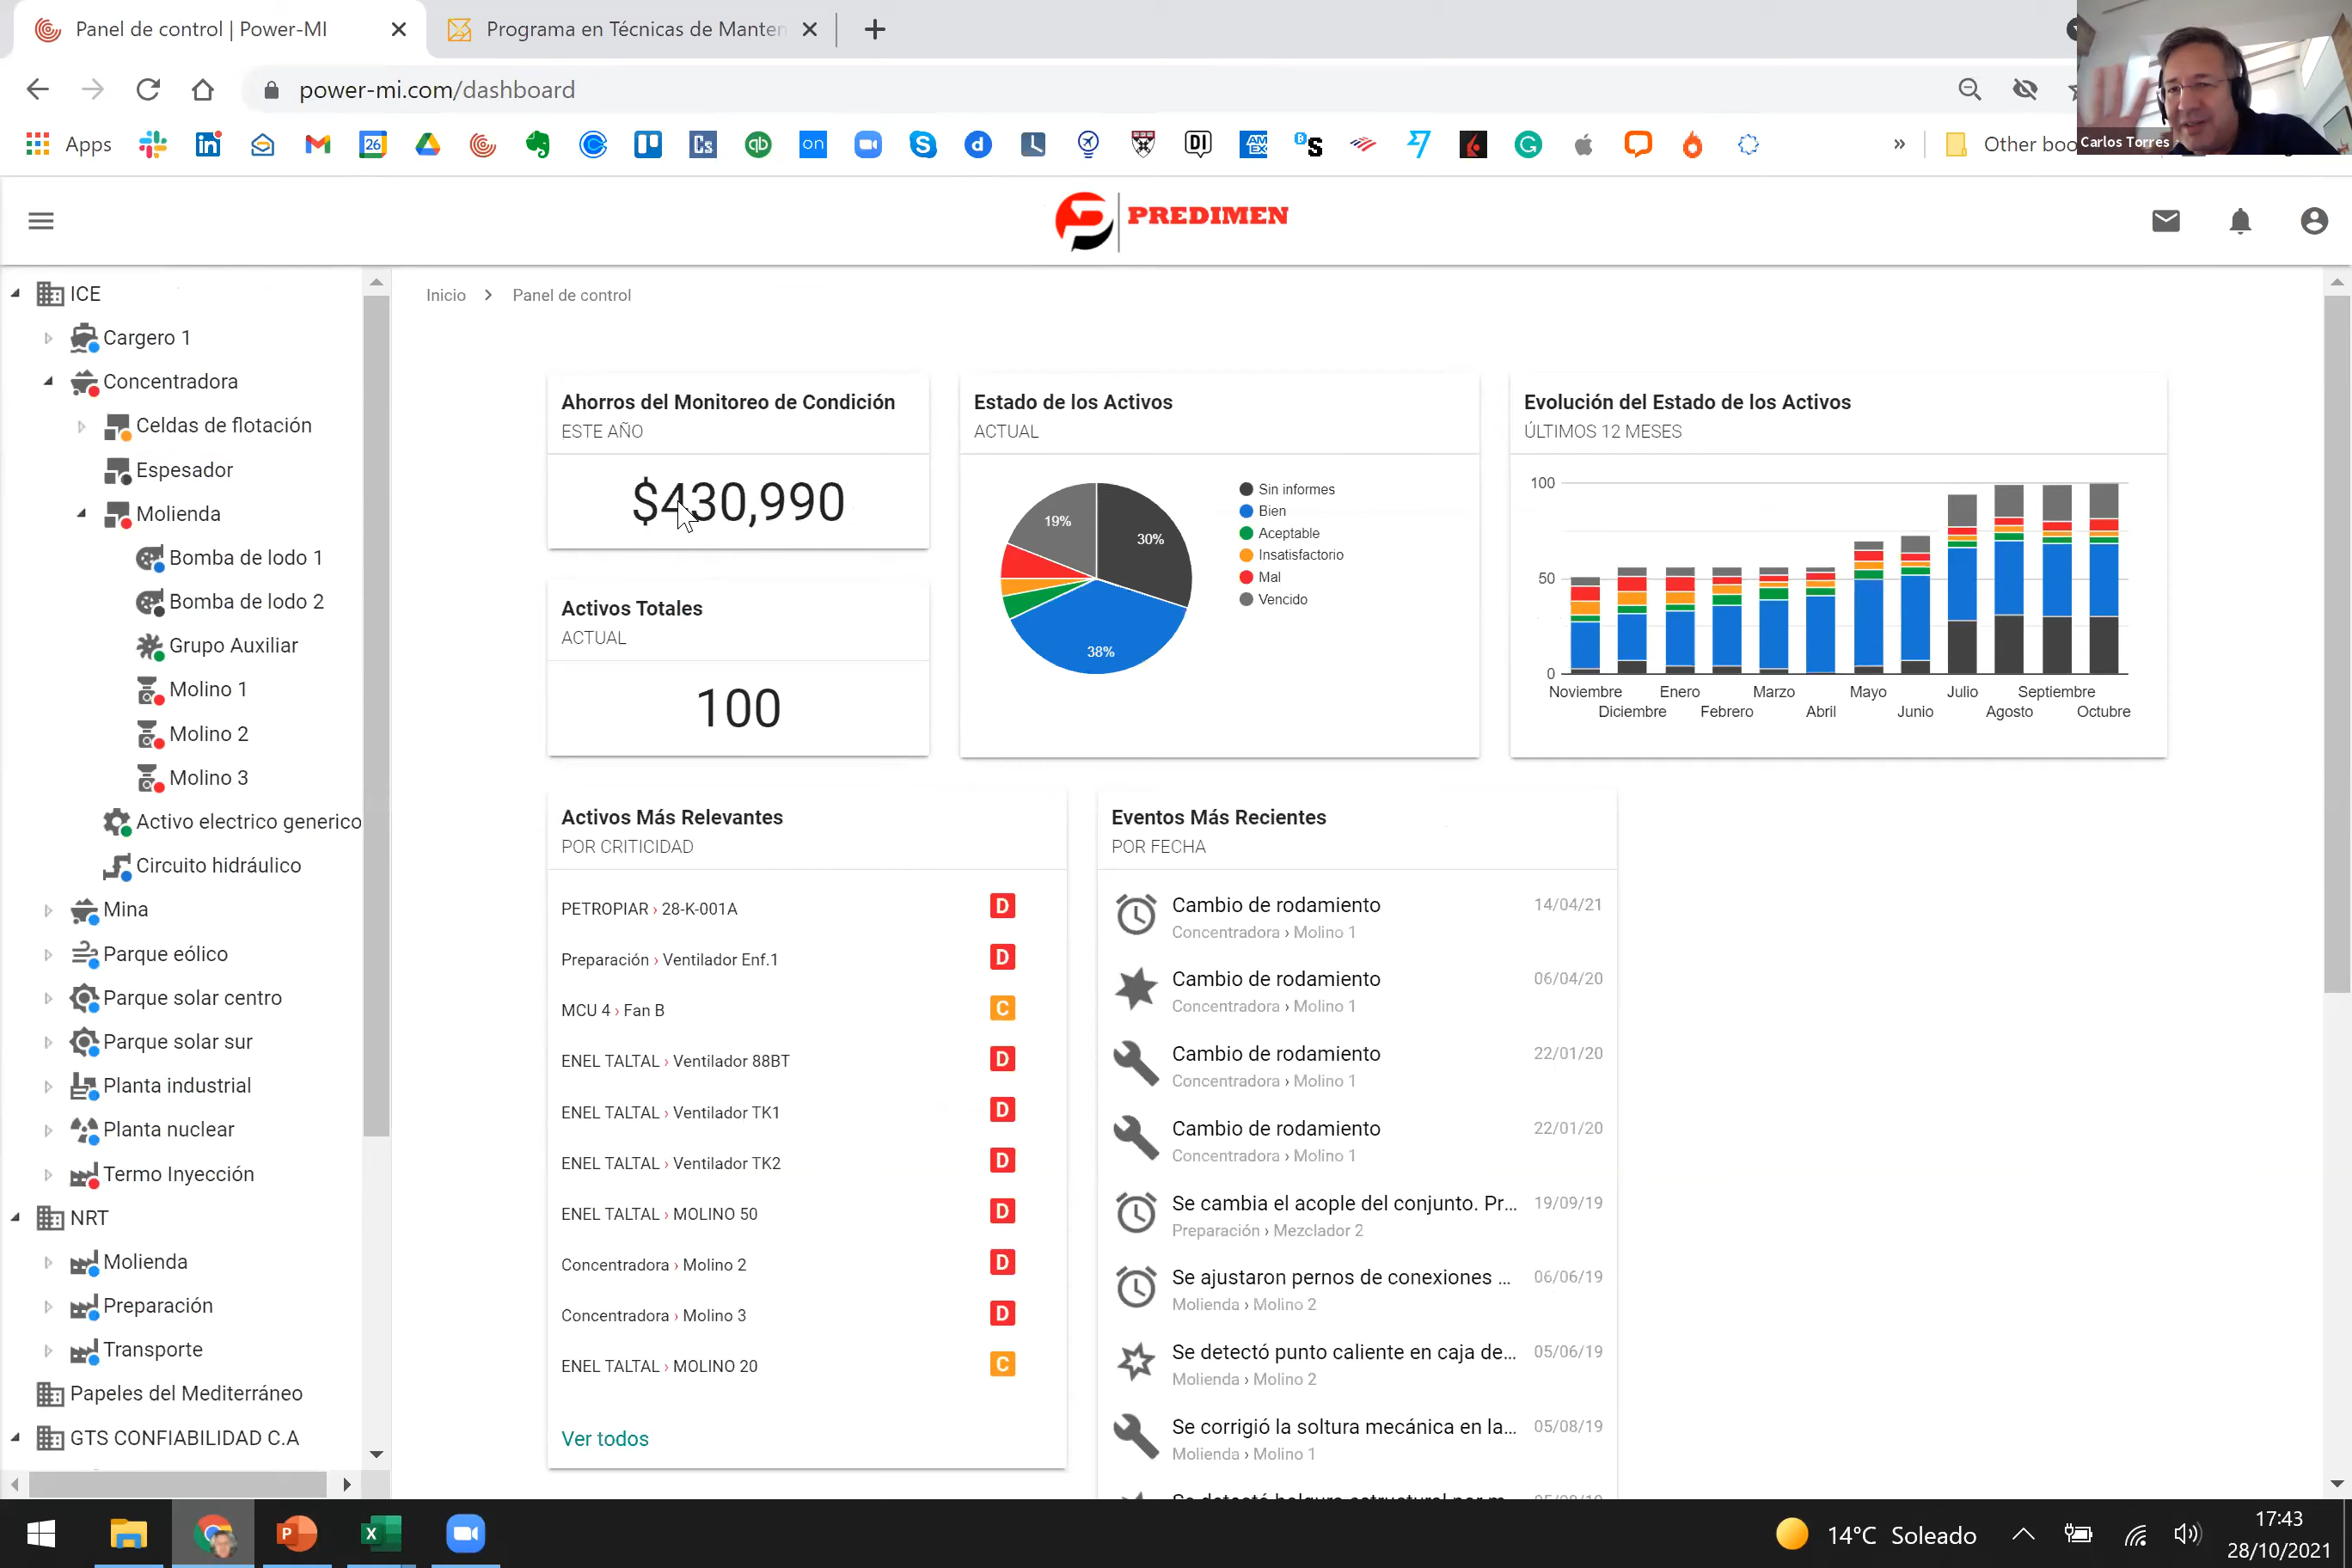 Panel de control | Power-MI
Programa en Técnicas de Manten
power-mi.com/dashboard
Apps
Other boo
Carlos Torres
PREDIMEN
ICE
Cargero 1
Concentradora
Celdas de flotación
Espesador
Molienda
Bomba de lodo 1
Bomba de lodo 2
Grupo Auxiliar
Molino 1
Molino 2
Molino 3
Activo electrico generico
Circuito hidráulico
Mina
Parque eólico
Parque solar centro
Parque solar sur
Planta industrial
Planta nuclear
Termo Inyección
NRT
Molienda
Preparación
Transporte
Papeles del Mediterráneo
GTS CONFIABILIDAD C.A
Inicio > Panel de control
Ahorros del Monitoreo de Condición
ESTE AÑO
$430,990
Activos Totales
ACTUAL
100
Estado de los Activos
ACTUAL
19%
30%
38%
Sin informes
Bien
Aceptable
Insatisfactorio
Mal
Vencido
Evolución del Estado de los Activos
ÚLTIMOS 12 MESES
100
50
0
Noviembre Enero Marzo Mayo Julio Septiembre
Diciembre Febrero Abril Junio Agosto Octubre
Activos Más Relevantes
POR CRITICIDAD
PETROPIAR › 28-K-001A D
Preparación › Ventilador Enf.1 D
MCU 4 › Fan B C
ENEL TALTAL › Ventilador 88BT D
ENEL TALTAL › Ventilador TK1 D
ENEL TALTAL › Ventilador TK2 D
ENEL TALTAL › MOLINO 50 D
Concentradora › Molino 2 D
Concentradora › Molino 3 D
ENEL TALTAL › MOLINO 20 C
Ver todos
Eventos Más Recientes
POR FECHA
Cambio de rodamiento 14/04/21
Concentradora › Molino 1
Cambio de rodamiento 06/04/20
Concentradora › Molino 1
Cambio de rodamiento 22/01/20
Concentradora › Molino 1
Cambio de rodamiento 22/01/20
Concentradora › Molino 1
Se cambia el acople del conjunto. Pr... 19/09/19
Preparación › Mezclador 2
Se ajustaron pernos de conexiones ... 06/06/19
Molienda › Molino 2
Se detectó punto caliente en caja de... 05/06/19
Molienda › Molino 2
Se corrigió la soltura mecánica en la... 05/08/19
Molienda › Molino 1
14°C Soleado
17:43
28/10/2021